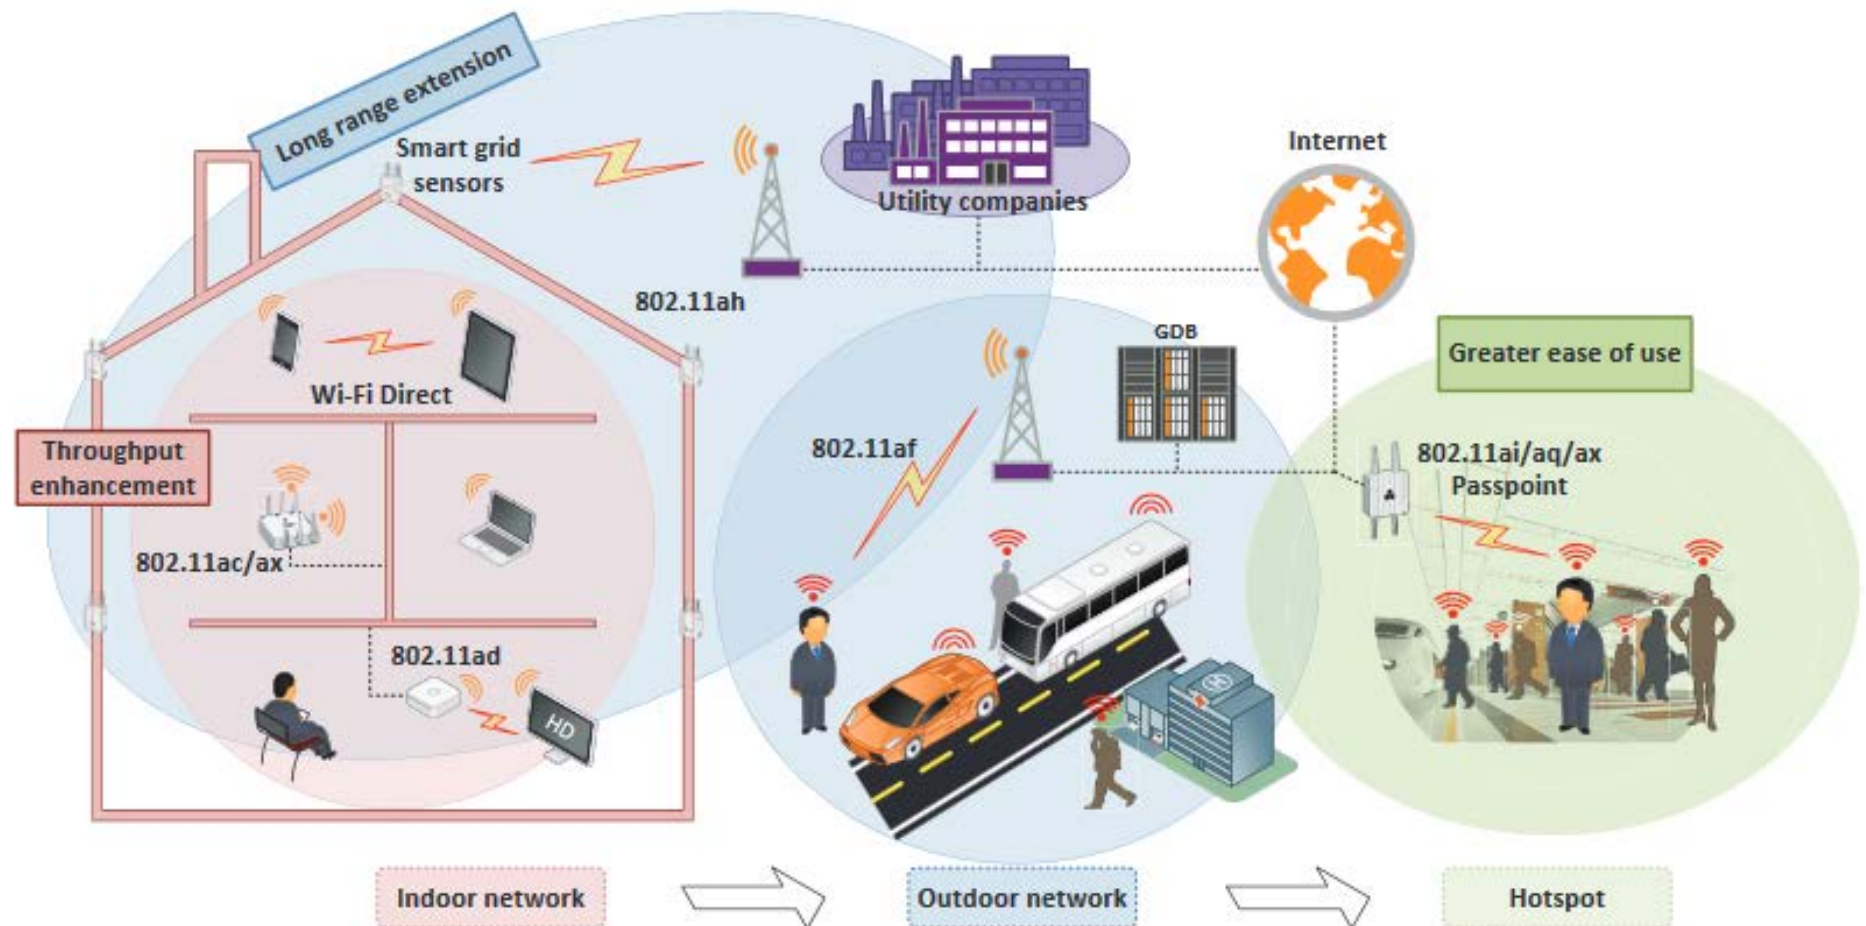 Long range extension
Smart grid
sensors
Utility companies
Internet
802.11ah
GDB
Greater ease of use
Wi-Fi Direct
Throughput
enhancement
802.11af
802.11ai/aq/ax
Passpoint
802.11ac/ax
802.11ad
HD
H
Indoor network
Outdoor network
Hotspot